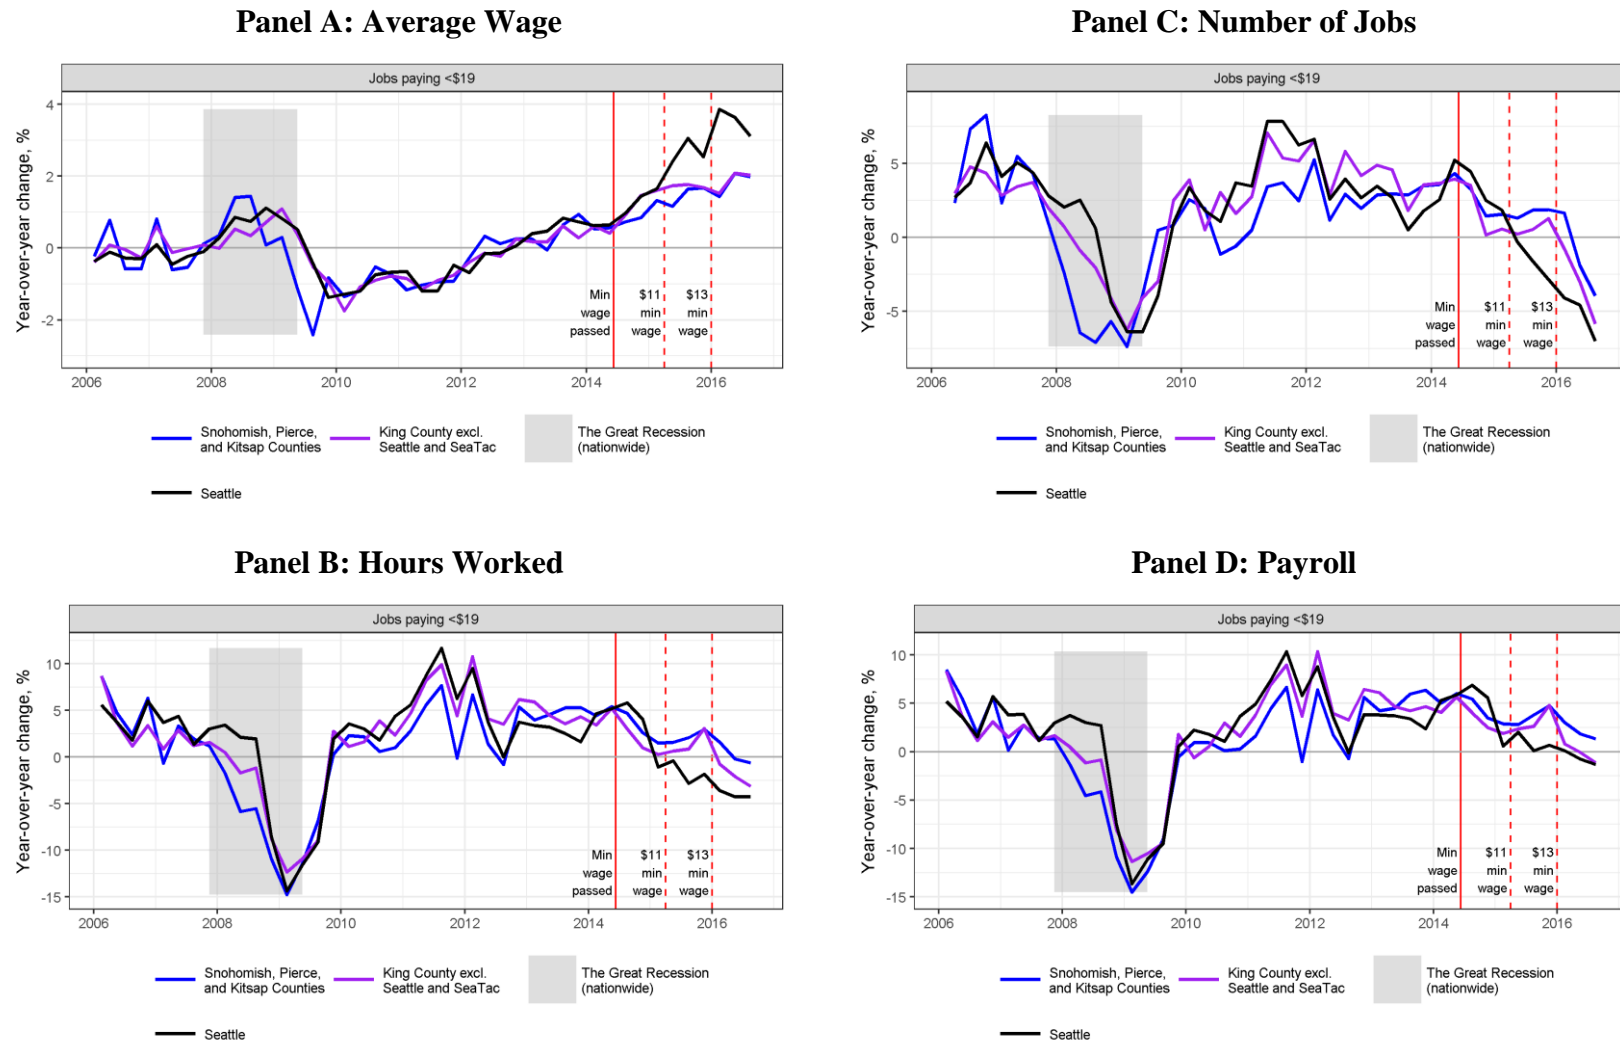 Panel A: Average Wage
Jobs paying <$19
Year-over-year change, %
4
2
0
-2
Min wage passed
$11 min wage
$13 min wage
2006 2008 2010 2012 2014 2016
Snohomish, Pierce,
and Kitsap Counties
King County excl.
Seattle and SeaTac
The Great Recession
(nationwide)
Seattle
Panel C: Number of Jobs
Jobs paying <$19
Year-over-year change, %
5
0
-5
Min wage passed
$11 min wage
$13 min wage
2006 2008 2010 2012 2014 2016
Snohomish, Pierce,
and Kitsap Counties
King County excl.
Seattle and SeaTac
The Great Recession
(nationwide)
Seattle
Panel B: Hours Worked
Jobs paying <$19
Year-over-year change, %
10
5
0
-5
-10
-15
Min wage passed
$11 min wage
$13 min wage
2006 2008 2010 2012 2014 2016
Snohomish, Pierce,
and Kitsap Counties
King County excl.
Seattle and SeaTac
The Great Recession
(nationwide)
Seattle
Panel D: Payroll
Jobs paying <$19
Year-over-year change, %
10
5
0
-5
-10
-15
Min wage passed
$11 min wage
$13 min wage
2006 2008 2010 2012 2014 2016
Snohomish, Pierce,
and Kitsap Counties
King County excl.
Seattle and SeaTac
The Great Recession
(nationwide)
Seattle